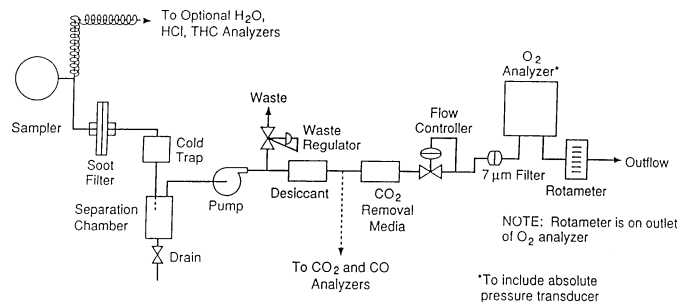 To Optional H₂O,
HCl, THC Analyzers
Sampler
Soot
Filter
Cold
Trap
Separation
Chamber
Drain
Pump
Waste
Waste
Regulator
Desiccant
To CO₂ and CO
Analyzers
CO₂
Removal
Media
Flow
Controller
7 μm Filter
O₂
Analyzer*
Rotameter
Outflow
NOTE: Rotameter is on outlet
of O₂ analyzer
*To include absolute
pressure transducer